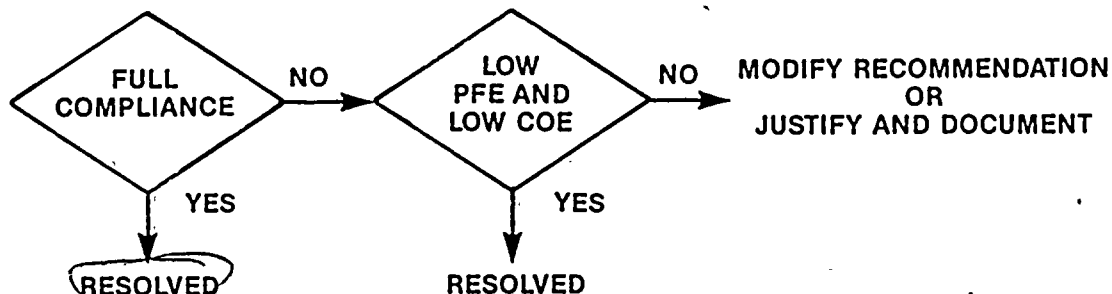 FULL
COMPLIANCE
NO
LOW
PFE AND
LOW COE
NO
MODIFY RECOMMENDATION
OR
JUSTIFY AND DOCUMENT
YES
RESOLVED
YES
RESOLVED